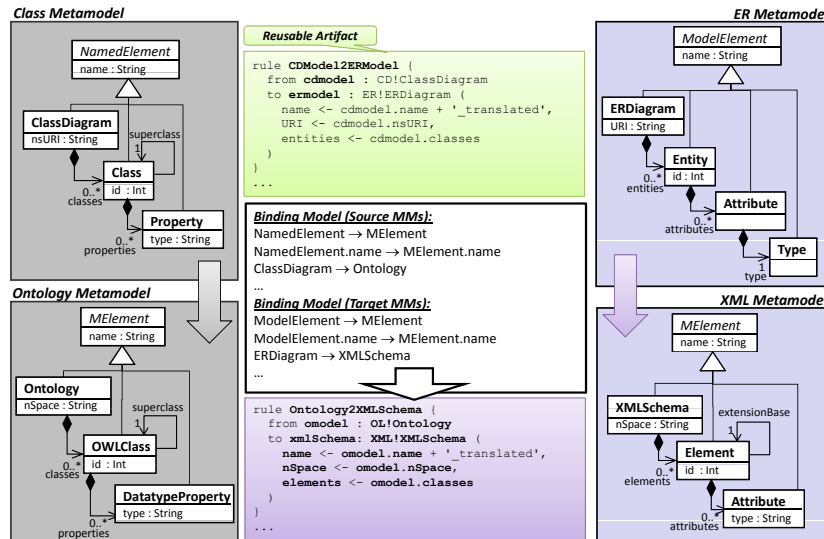 Class Metamodel
NamedElement
name : String
ClassDiagram
nsURI : String
superclass
1
Class
id : Int
0..*
classes
Property
type : String
0..*
properties
Ontology Metamodel
MElement
name : String
Ontology
nSpace : String
superclass
1
OWLClass
id : Int
0..*
classes
DatatypeProperty
type : String
0..*
properties
Reusable Artifact
rule CDModel2ERModel {
from cdmodel : CD!ClassDiagram
to ermodel : ER!ERDiagram (
name <- cdmodel.name + '_translated',
URI <- cdmodel.nsURI,
entities <- cdmodel.classes
)
}
...
Binding Model (Source MMs):
NamedElement → MElement
NamedElement.name → MElement.name
ClassDiagram → Ontology
...
Binding Model (Target MMs):
ModelElement → MElement
ModelElement.name → MElement.name
ERDiagram → XMLSchema
...
rule Ontology2XMLSchema {
from omodel : OL!Ontology
to xmlSchema: XML!XMLSchema (
name <- omodel.name + '_translated',
nSpace <- omodel.nSpace,
elements <- omodel.classes
)
}
...
ER Metamode
ModelElement
name : String
ERDiagram
URI : String
Entity
id : Int
0..*
entities
Attribute
0..*
attributes
Type
1
type
XML Metamode
MElement
name : String
XMLSchema
nSpace : String
extensionBase
1
Element
id : Int
0..*
elements
Attribute
type : String
0..*
attributes